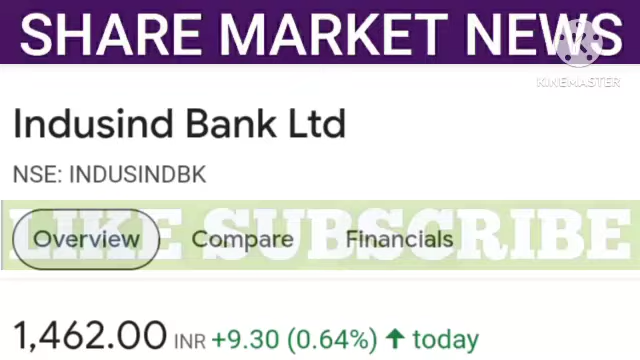 SHARE MARKET NEWS
KINEMASTER
Indusind Bank Ltd
NSE: INDUSINDBK
LIKE SUBSCRIBE
Overview Compare Financials
1,462.00 INR +9.30 (0.64%) ↑ today